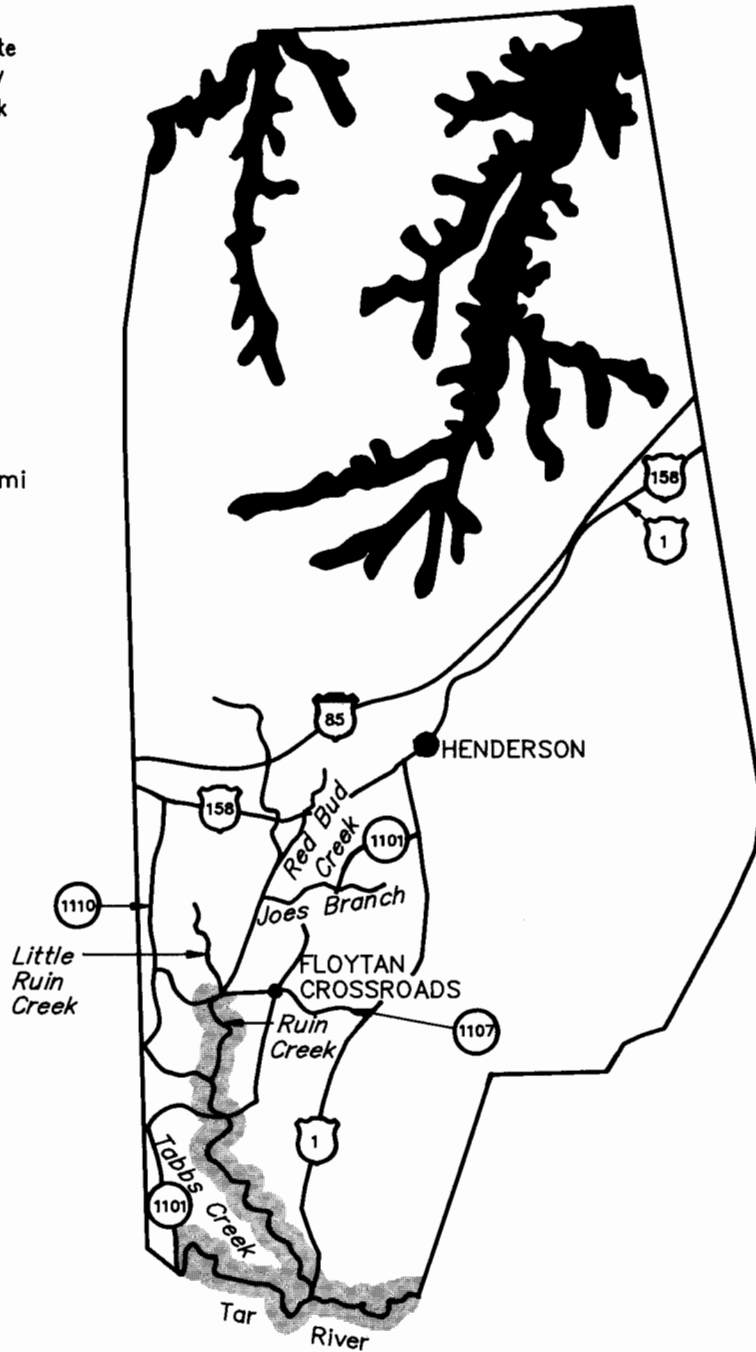 te
y
k
mi
158
1
85
HENDERSON
158
Red Bud
Creek
1101
1110
Joes Branch
Little
Ruin
Creek
FLOYTAN
CROSSROADS
Ruin
Creek
1107
1
Tabbs Creek
1101
Tar
River